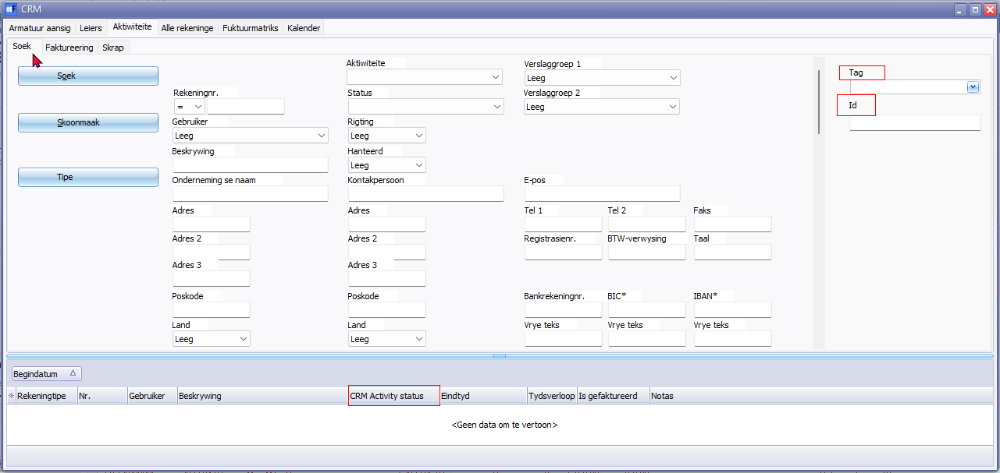 CRM
Armatuur aansig Leiers Aktiwiteite Alle rekeninge Fuktuurmatriks Kalender
Soek Faktureering Skrap
Soek
Skoonmaak
Tipe
Aktiwiteite
Verslaggroep 1
Leeg
Rekeningnr.
=
Status
Verslaggroep 2
Leeg
Gebruiker
Leeg
Rigting
Leeg
Beskrywing
Hanteerd
Leeg
Onderneming se naam
Kontakpersoon
E-pos
Adres
Adres
Tel 1
Tel 2
Faks
Adres 2
Adres 2
Registrasienr.
BTW-verwysing
Taal
Adres 3
Adres 3
Poskode
Poskode
Bankrekeningnr.
BIC*
IBAN*
Land
Leeg
Land
Leeg
Vrye teks
Vrye teks
Vrye teks
Tag
Id
Begindatum
Rekeningtipe Nr. Gebruiker Beskrywing CRM Activity status Eindtyd Tydsverloop Is gefaktureerd Notas
<Geen data om te vertoon>